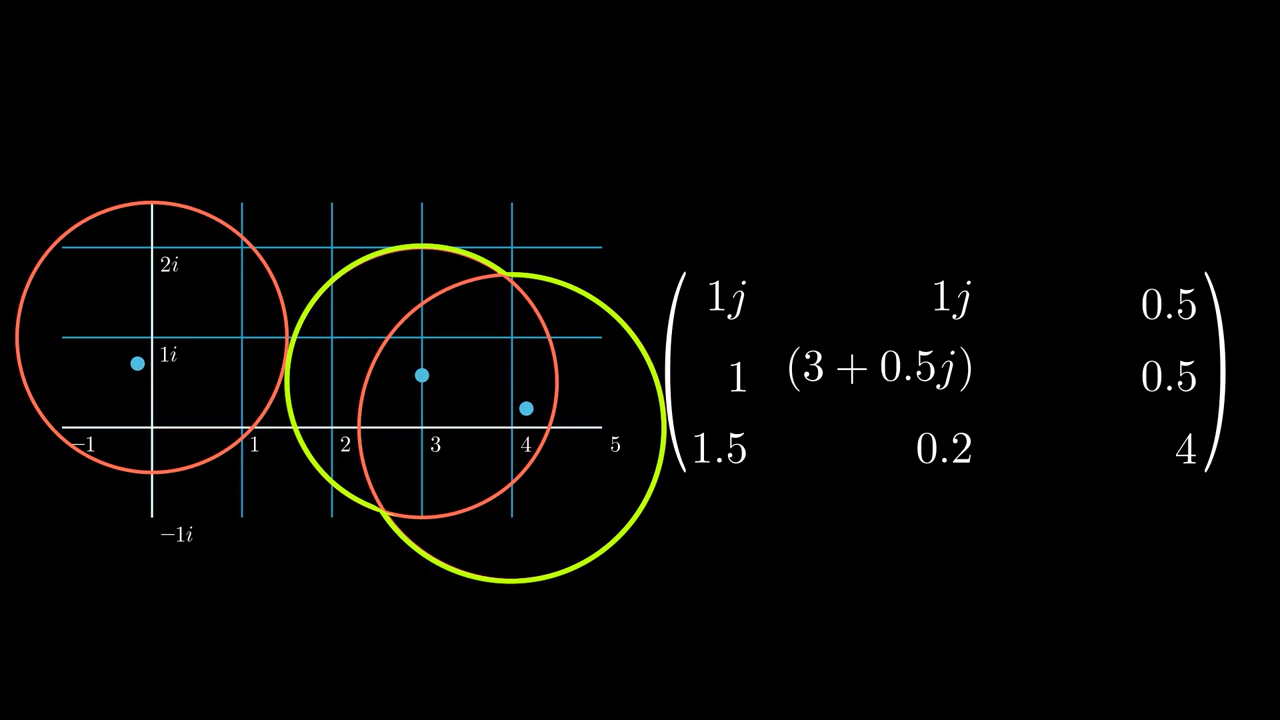 2i
1i
−1 1 2 3 4 5
−1i
1j 1j 0.5
1 (3 + 0.5j) 0.5
1.5 0.2 4